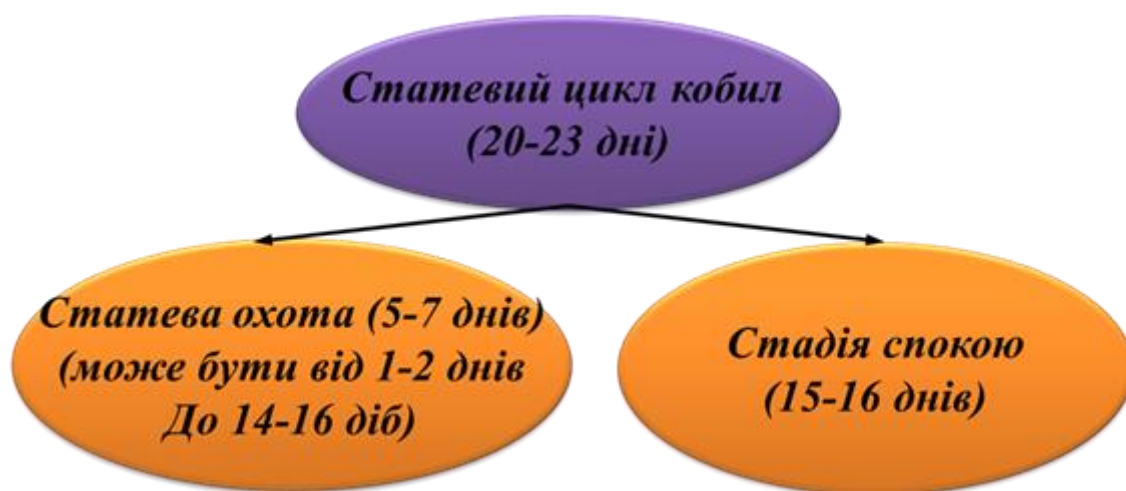 Статевий цикл кобил
(20-23 дні)
Статева охота (5-7 днів)
(може бути від 1-2 днів
До 14-16 діб)
Стадія спокою
(15-16 днів)